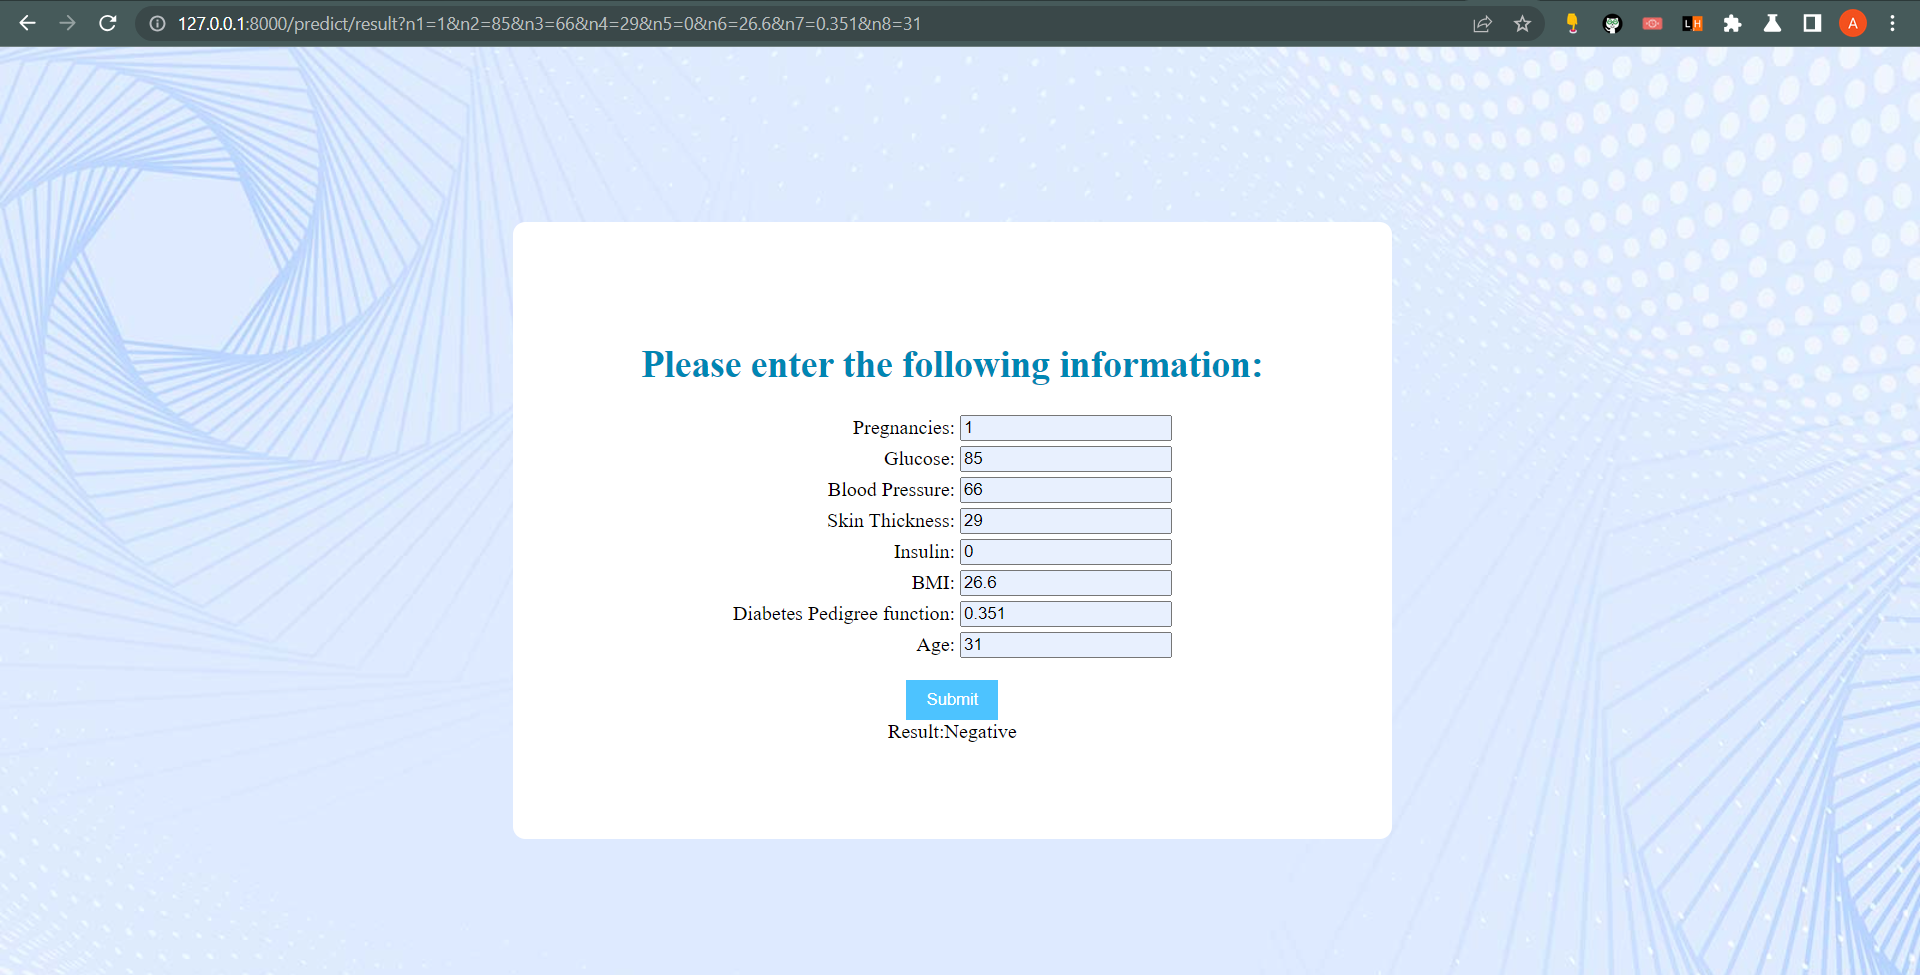 127.0.0.1:8000/predict/result?n1=1&n2=85&n3=66&n4=29&n5=0&n6=26.6&n7=0.351&n8=31
LH
A
Please enter the following information:
Pregnancies: 1
Glucose: 85
Blood Pressure: 66
Skin Thickness: 29
Insulin: 0
BMI: 26.6
Diabetes Pedigree function: 0.351
Age: 31
Submit
Result:Negative